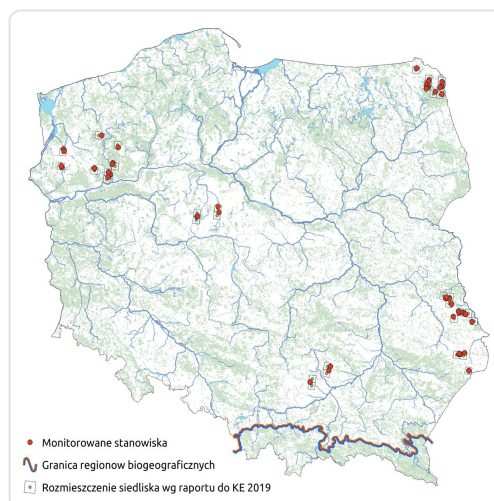 Monitorowane stanowiska
Granica regionow biogeograficznych
Rozmieszczenie siedliska wg raportu do KE 2019